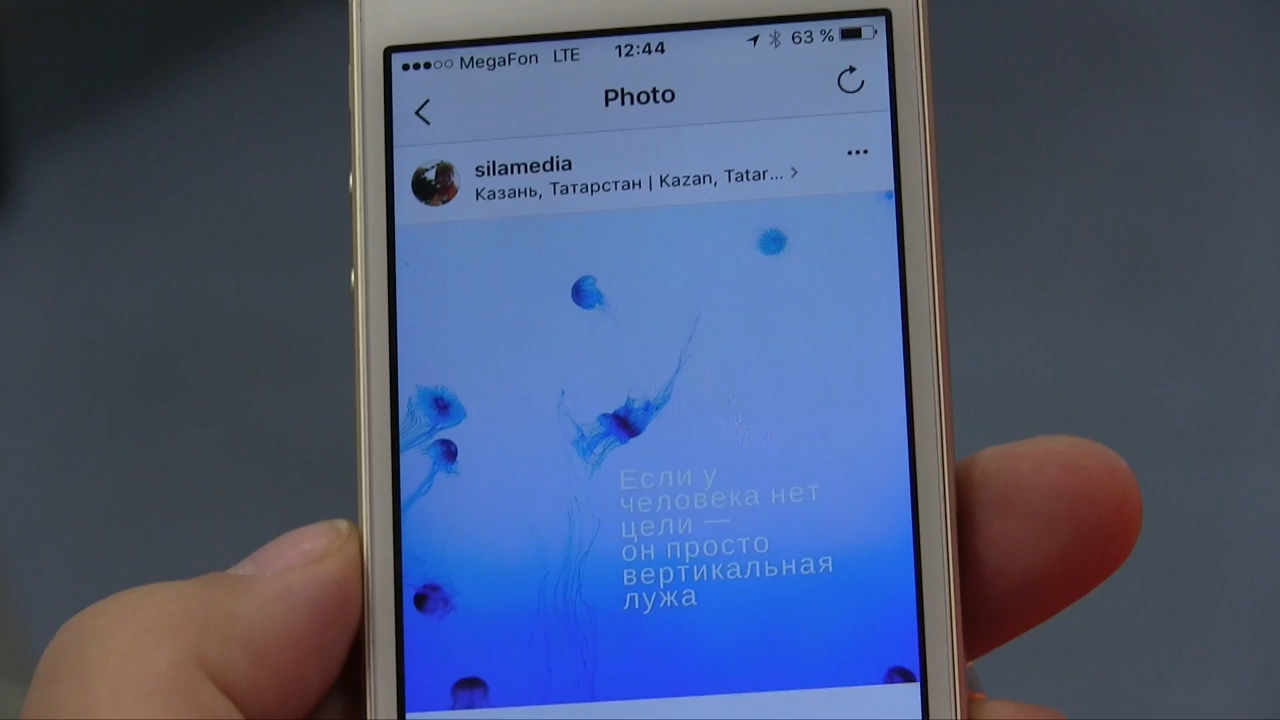 MegaFon LTE 12:44 63 %
Photo
silamedia
Казань, Татарстан | Kazan, Tatar...
Если у
человека нет
цели —
он просто
вертикальная
лужа